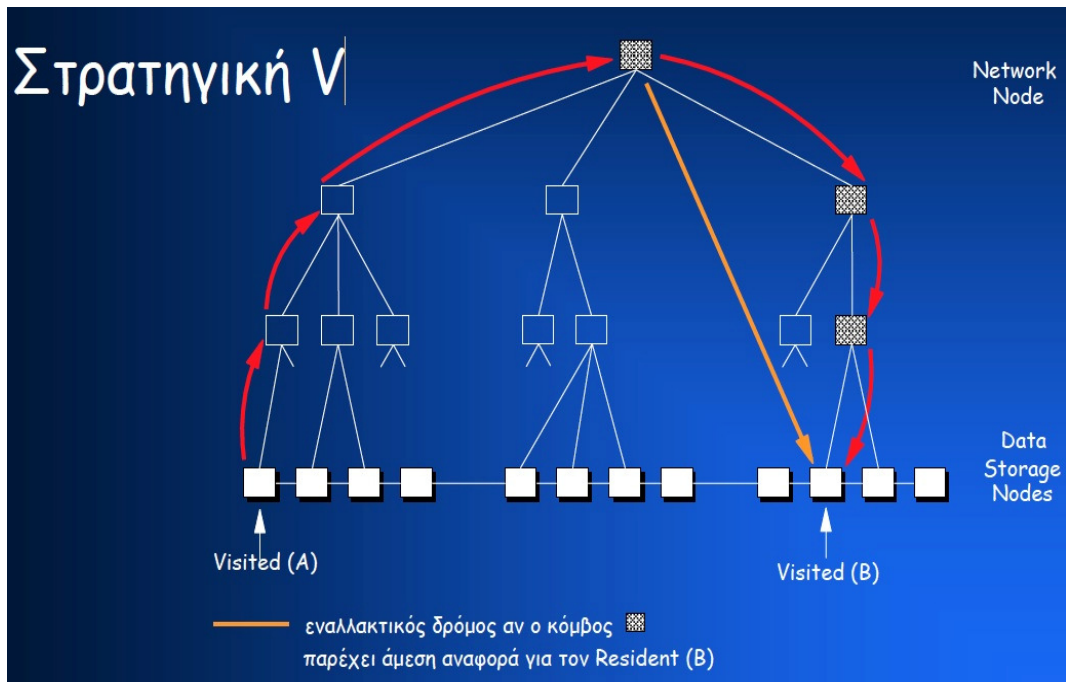 Στρατηγική V
Network
Node
Data
Storage
Nodes
Visited (A)
Visited (B)
εναλλακτικός δρόμος αν ο κόμβος
παρέχει άμεση αναφορά για τον Resident (B)